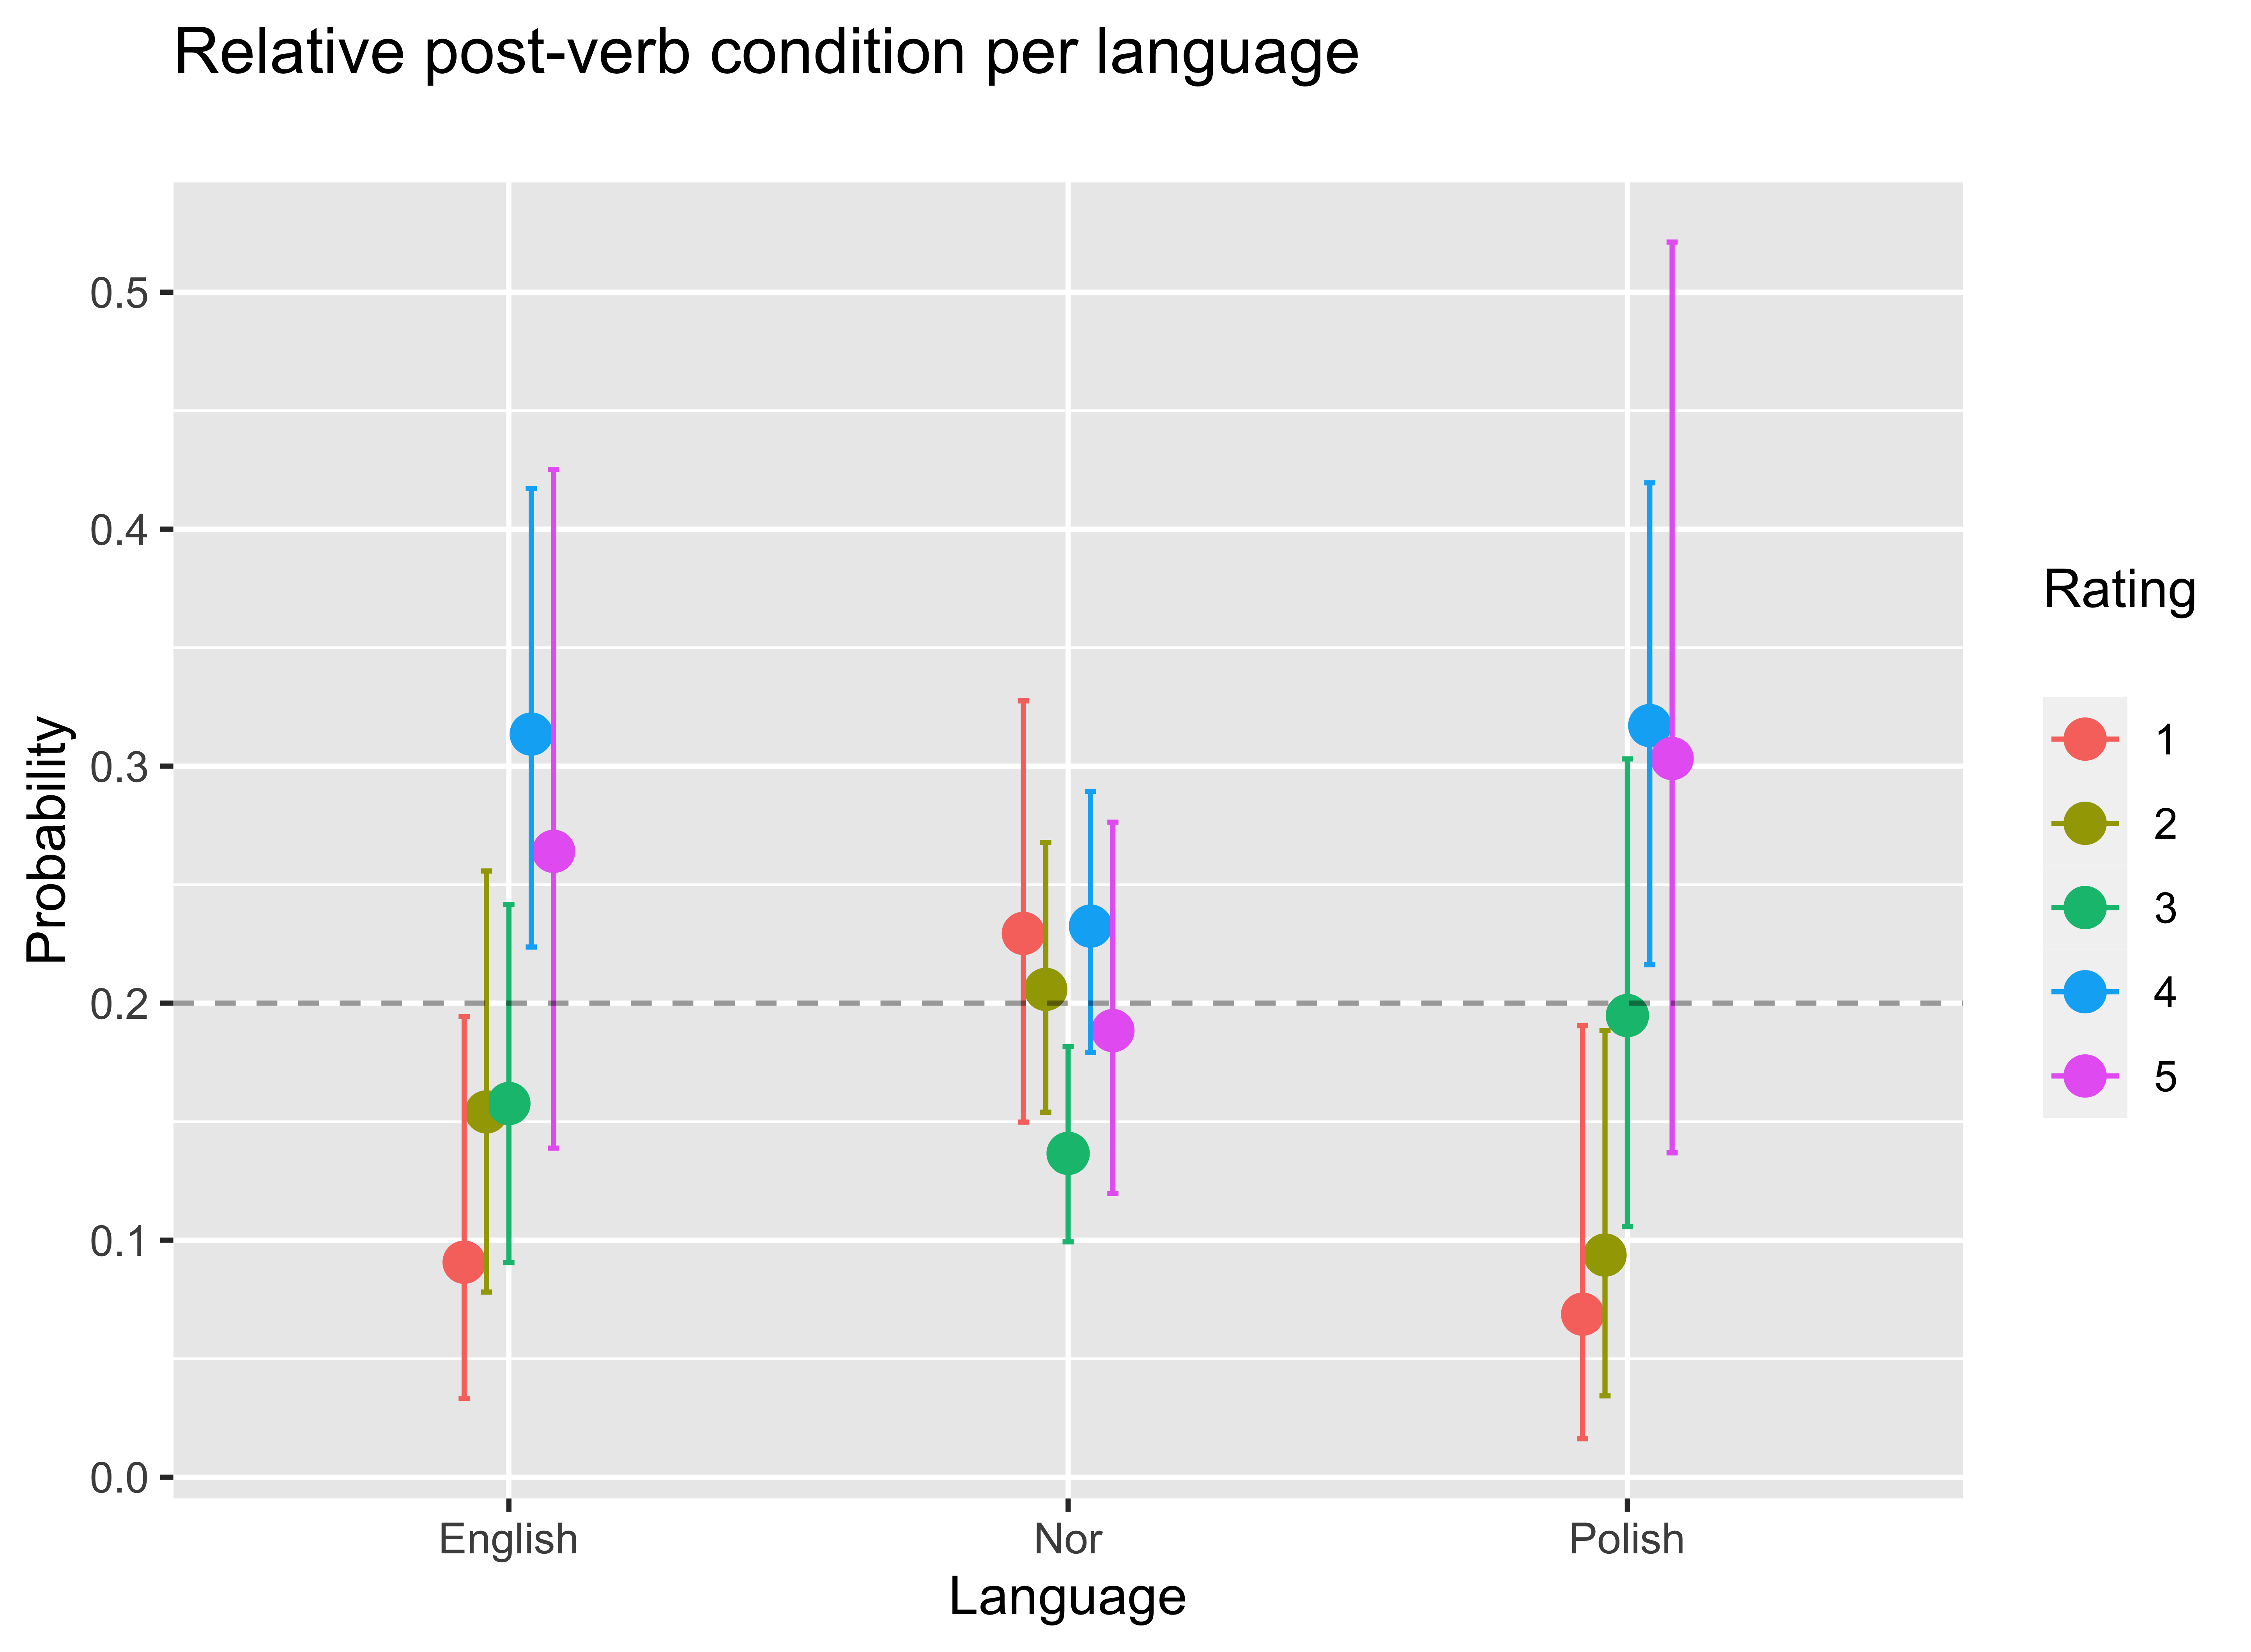 Relative post-verb condition per language
Probability
0.5
0.4
0.3
0.2
0.1
0.0
English
Nor
Polish
Language
Rating
1
2
3
4
5